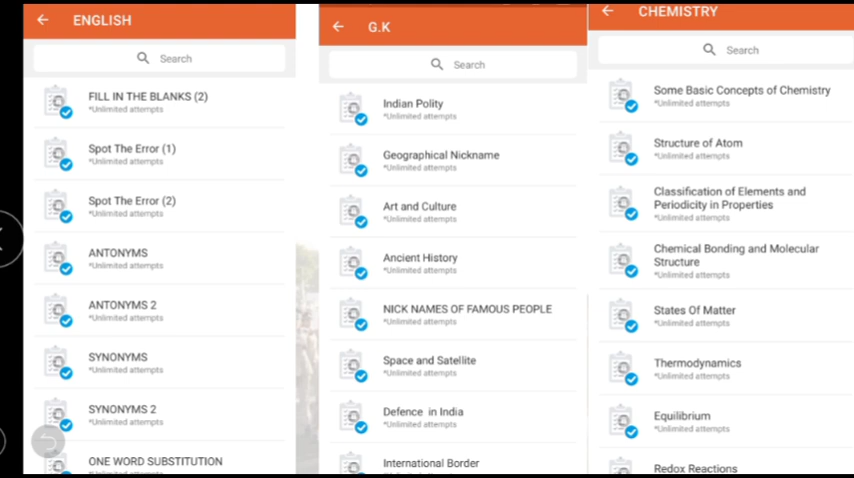 ENGLISH
Search
FILL IN THE BLANKS (2)
*Unlimited attempts
Spot The Error (1)
*Unlimited attempts
Spot The Error (2)
*Unlimited attempts
ANTONYMS
*Unlimited attempts
ANTONYMS 2
*Unlimited attempts
SYNONYMS
*Unlimited attempts
SYNONYMS 2
*Unlimited attempts
ONE WORD SUBSTITUTION
*Unlimited attempts
G.K
Search
Indian Polity
*Unlimited attempts
Geographical Nickname
*Unlimited attempts
Art and Culture
*Unlimited attempts
Ancient History
*Unlimited attempts
NICK NAMES OF FAMOUS PEOPLE
*Unlimited attempts
Space and Satellite
*Unlimited attempts
Defence in India
*Unlimited attempts
International Border
CHEMISTRY
Search
Some Basic Concepts of Chemistry
*Unlimited attempts
Structure of Atom
*Unlimited attempts
Classification of Elements and
Periodicity in Properties
*Unlimited attempts
Chemical Bonding and Molecular
Structure
*Unlimited attempts
States Of Matter
*Unlimited attempts
Thermodynamics
*Unlimited attempts
Equilibrium
*Unlimited attempts
Redox Reactions